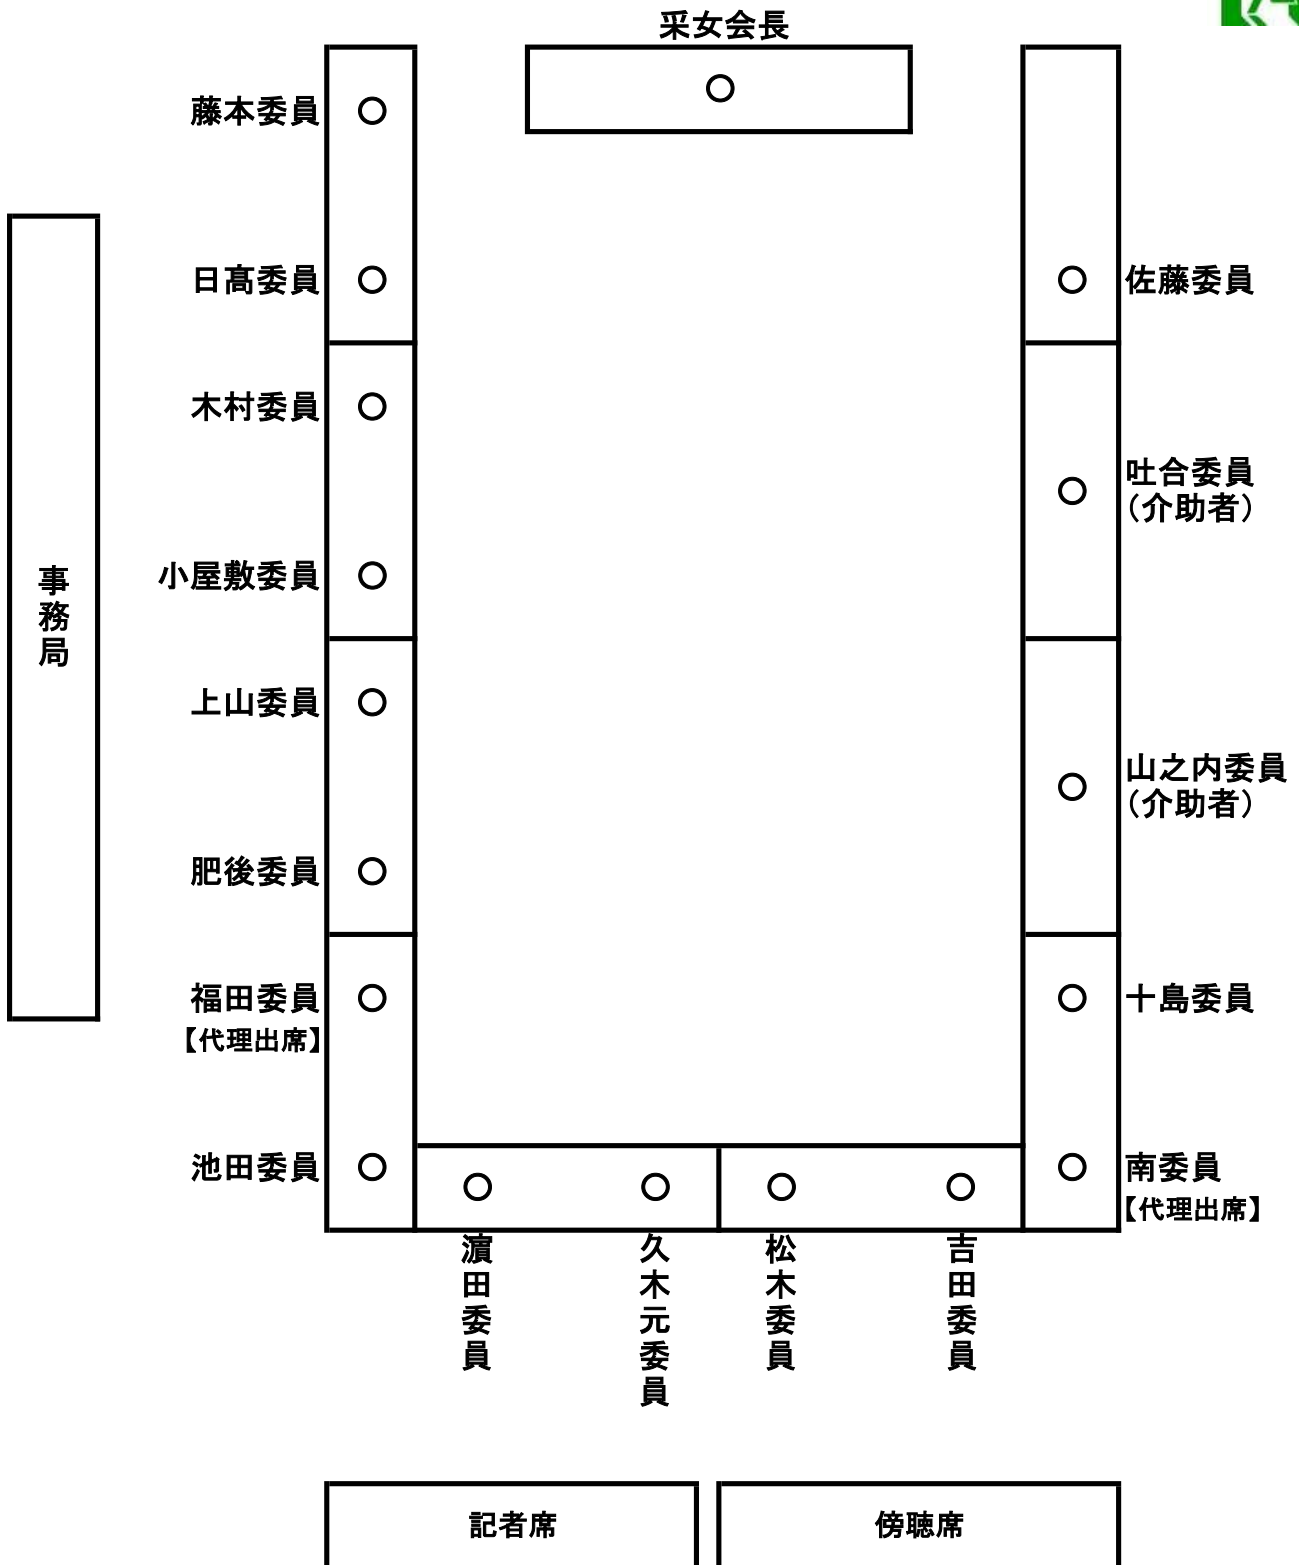 采女会長
藤本委員
日髙委員
佐藤委員
木村委員
吐合委員
（介助者）
小屋敷委員
事務局
上山委員
山之内委員
（介助者）
肥後委員
福田委員
【代理出席】
十島委員
池田委員
南委員
【代理出席】
濵田委員
久木元委員
松木委員
吉田委員
記者席
傍聴席